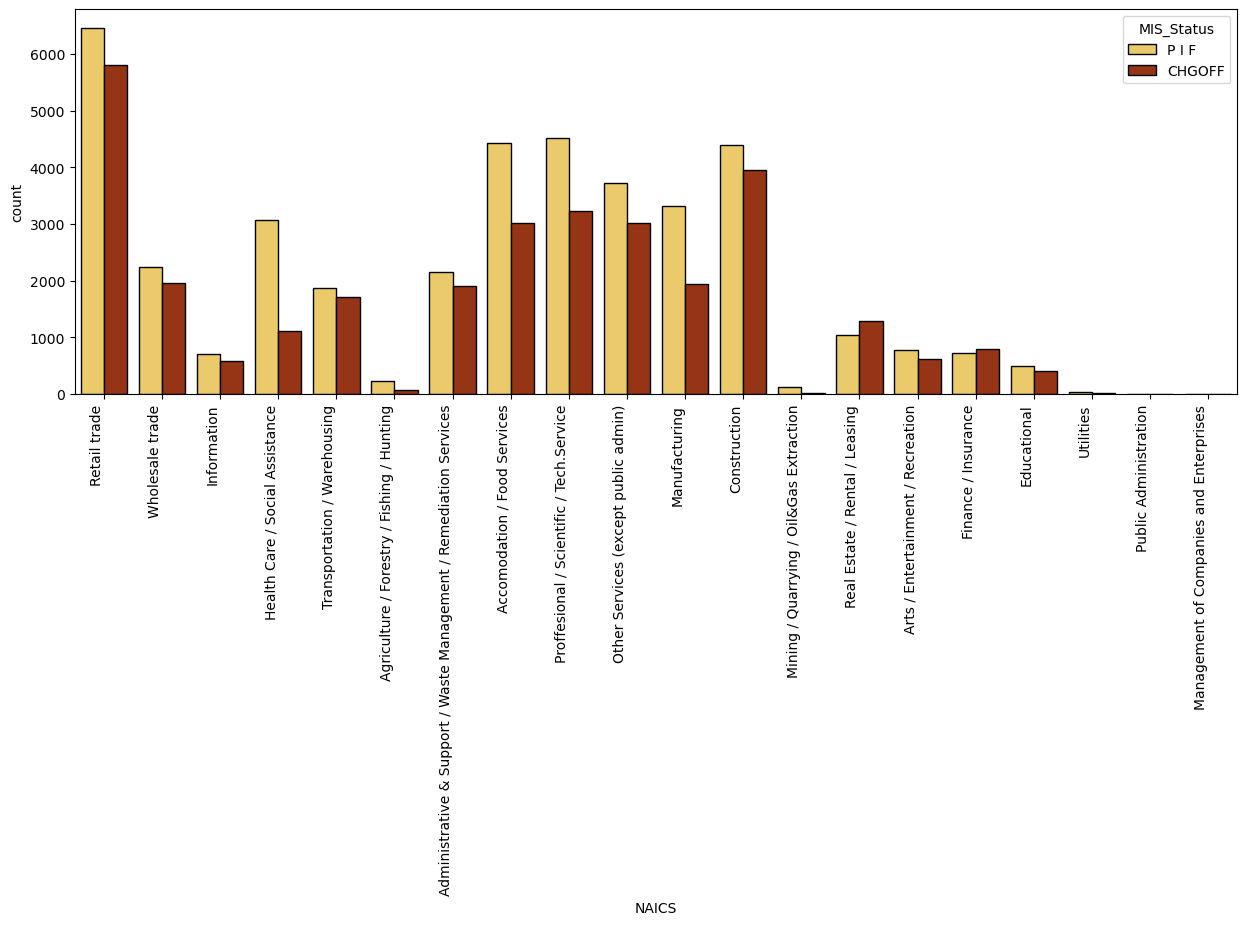 MIS_Status
P I F
CHGOFF
count
6000
5000
4000
3000
2000
1000
0
Retail trade
Wholesale trade
Information
Health Care / Social Assistance
Transportation / Warehousing
Agriculture / Forestry / Fishing / Hunting
Administrative & Support / Waste Management / Remediation Services
Accomodation / Food Services
Proffesional / Scientific / Tech.Service
Other Services (except public admin)
Manufacturing
Construction
Mining / Quarrying / Oil&Gas Extraction
Real Estate / Rental / Leasing
Arts / Entertainment / Recreation
Finance / Insurance
Educational
Utilities
Public Administration
Management of Companies and Enterprises
NAICS